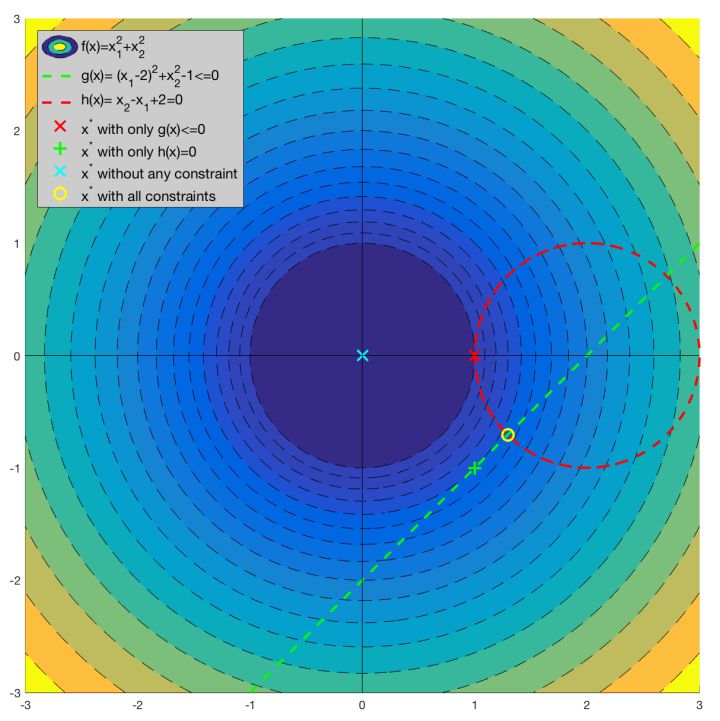 3
f(x)=x₁²+x₂²
g(x)= (x₁-2)²+x₂²-1<=0
h(x)= x₂-x₁+2=0
x* with only g(x)<=0
x* with only h(x)=0
x* without any constraint
x* with all constraints
2
1
0
-1
-2
-3
-3 -2 -1 0 1 2 3